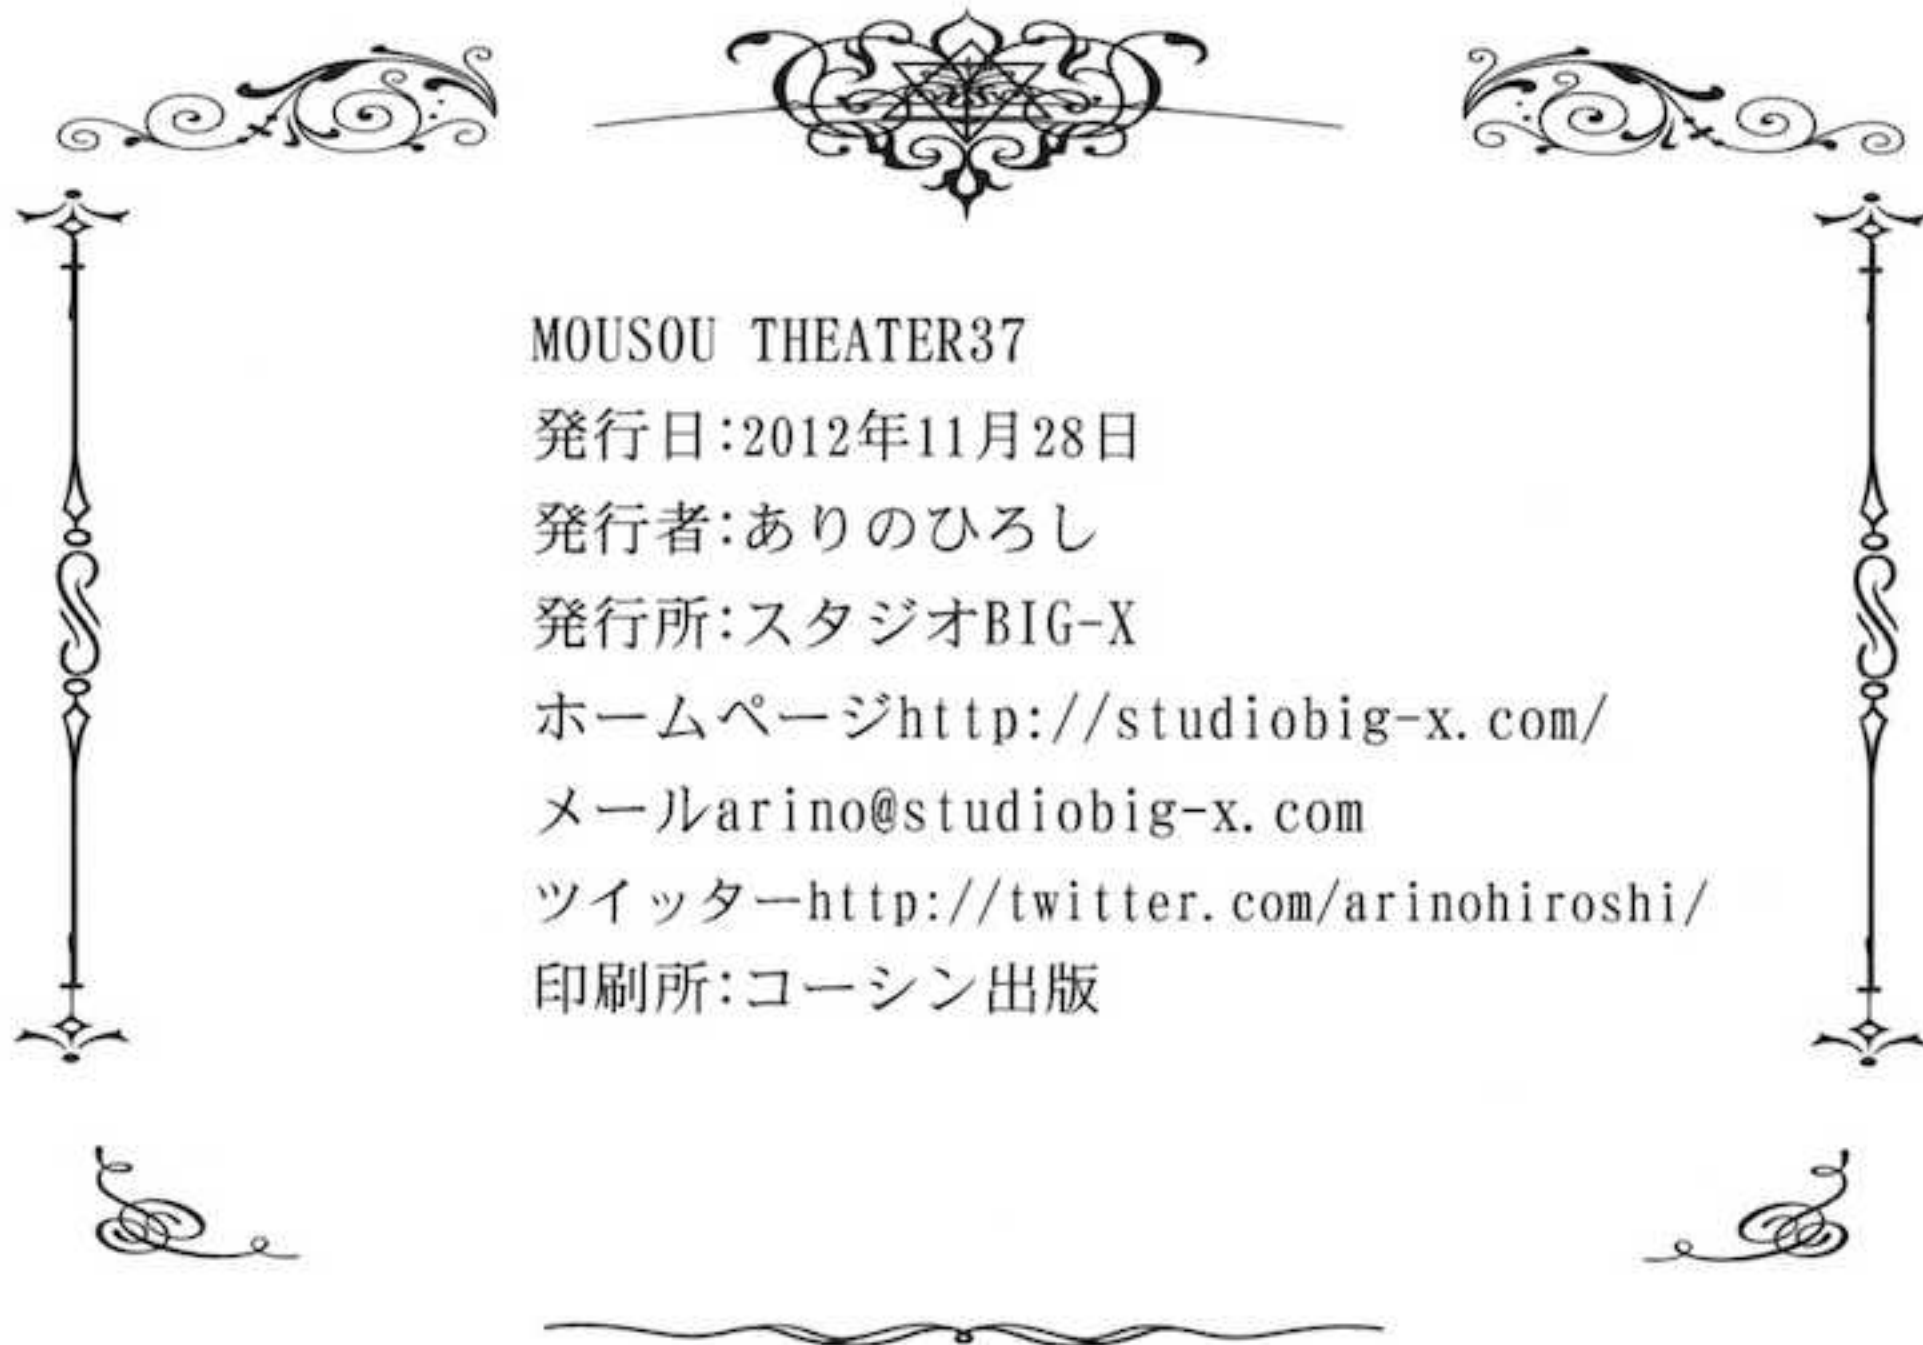 MOUSOU THEATER37
発行日:2012年11月28日
発行者:ありのひろし
発行所:スタジオBIG-X
ホームページhttp://studiobig-x.com/
メールarino@studiobig-x.com
ツイッターhttp://twitter.com/arinohiroshi/
印刷所:コーシン出版